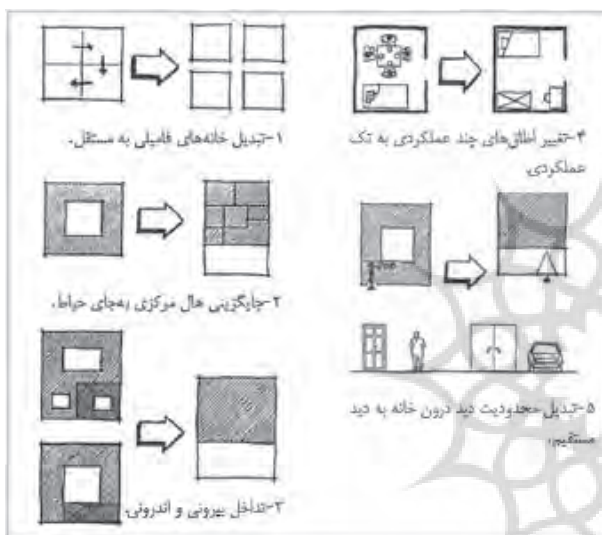 ۱-تبدیل خانه‌های فامیلی به مستقل.
۲-جایگزینی هال مرکزی به‌جای حیاط.
۳-تداخل بیرونی و اندرونی.
۴-تغییر اطاق‌های چند عملکردی به تک
عملکردی.
۵-تبدیل محدودیت دید درون خانه به دید
مستقیم.